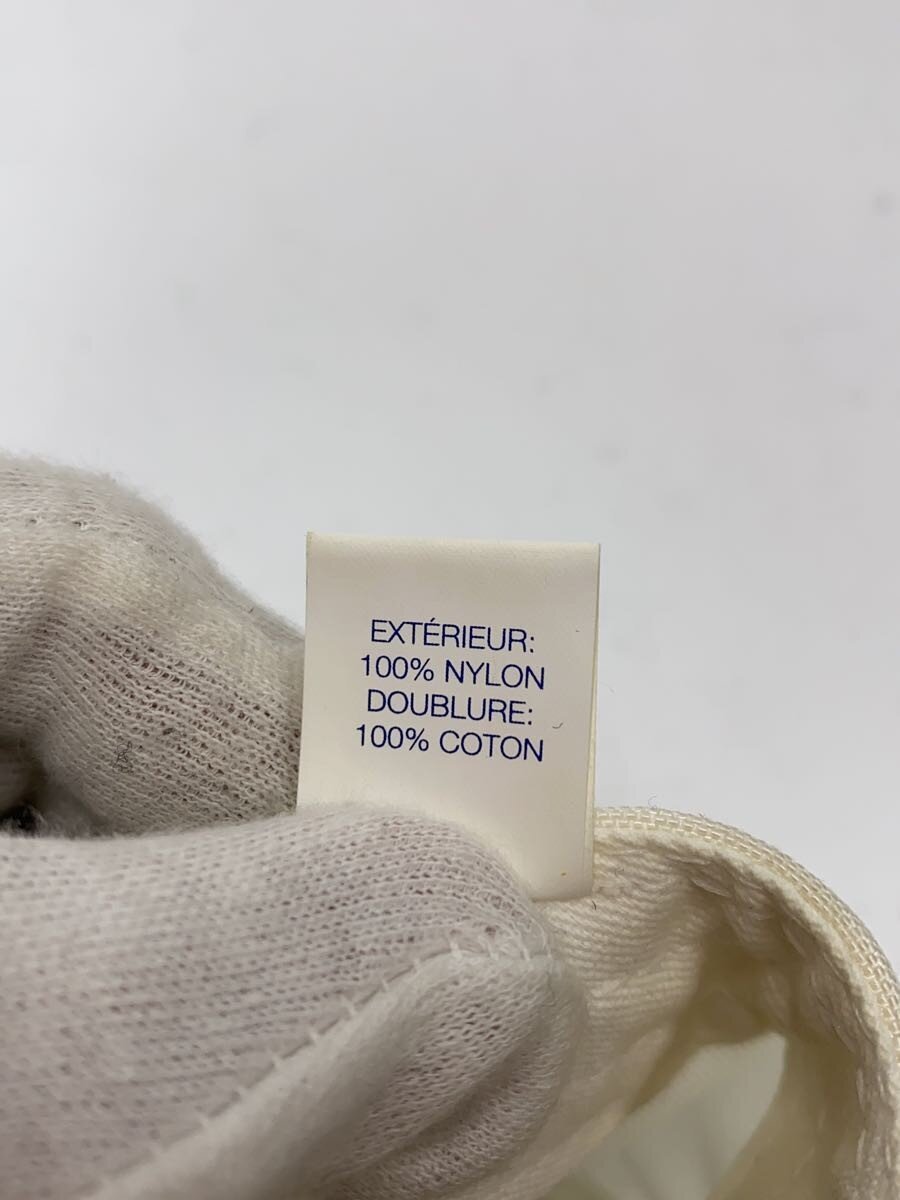 EXTÉRIEUR:
100% NYLON
DOUBLURE:
100% COTON